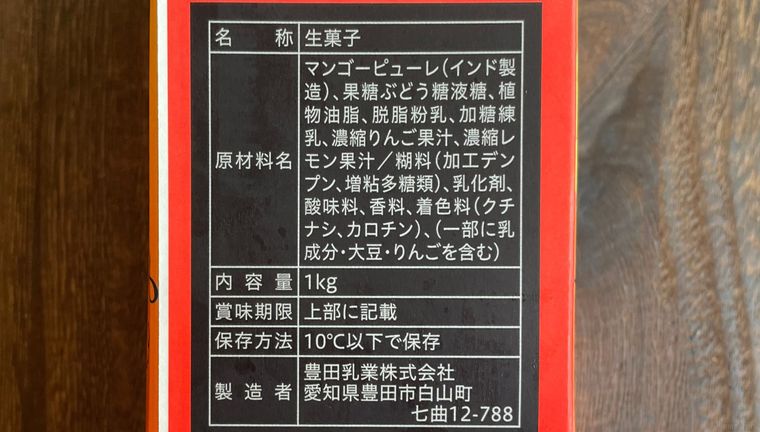 名称 生菓子
原材料名 マンゴーピューレ(インド製
造)、果糖ぶどう糖液糖、植
物油脂、脱脂粉乳、加糖練
乳、濃縮りんご果汁、濃縮レ
モン果汁/糊料(加工デン
プン、増粘多糖類)、乳化剤、
酸味料、香料、着色料(クチ
ナシ、カロチン)、(一部に乳
成分・大豆・りんごを含む)
内容量 1kg
賞味期限 上部に記載
保存方法 10℃以下で保存
製造者 豊田乳業株式会社
愛知県豊田市白山町
七曲12-788